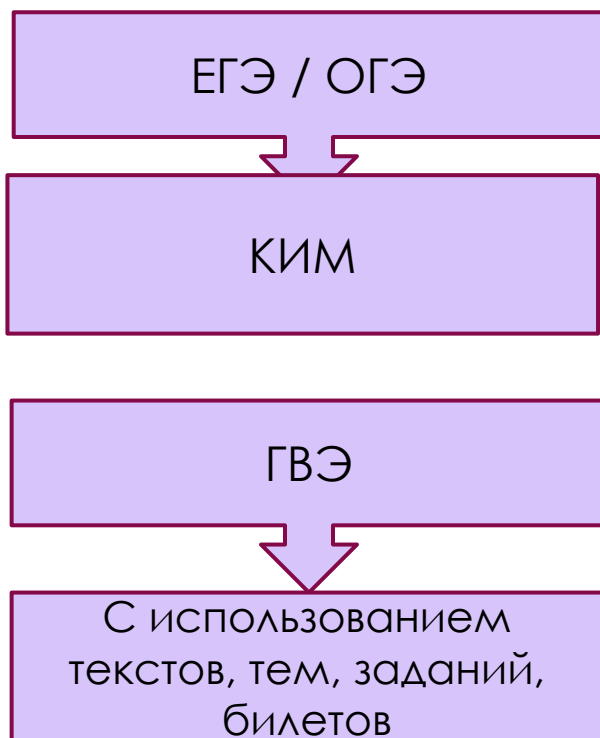 ЕГЭ / ОГЭ
КИМ
ГВЭ
С использованием
текстов, тем, заданий,
билетов